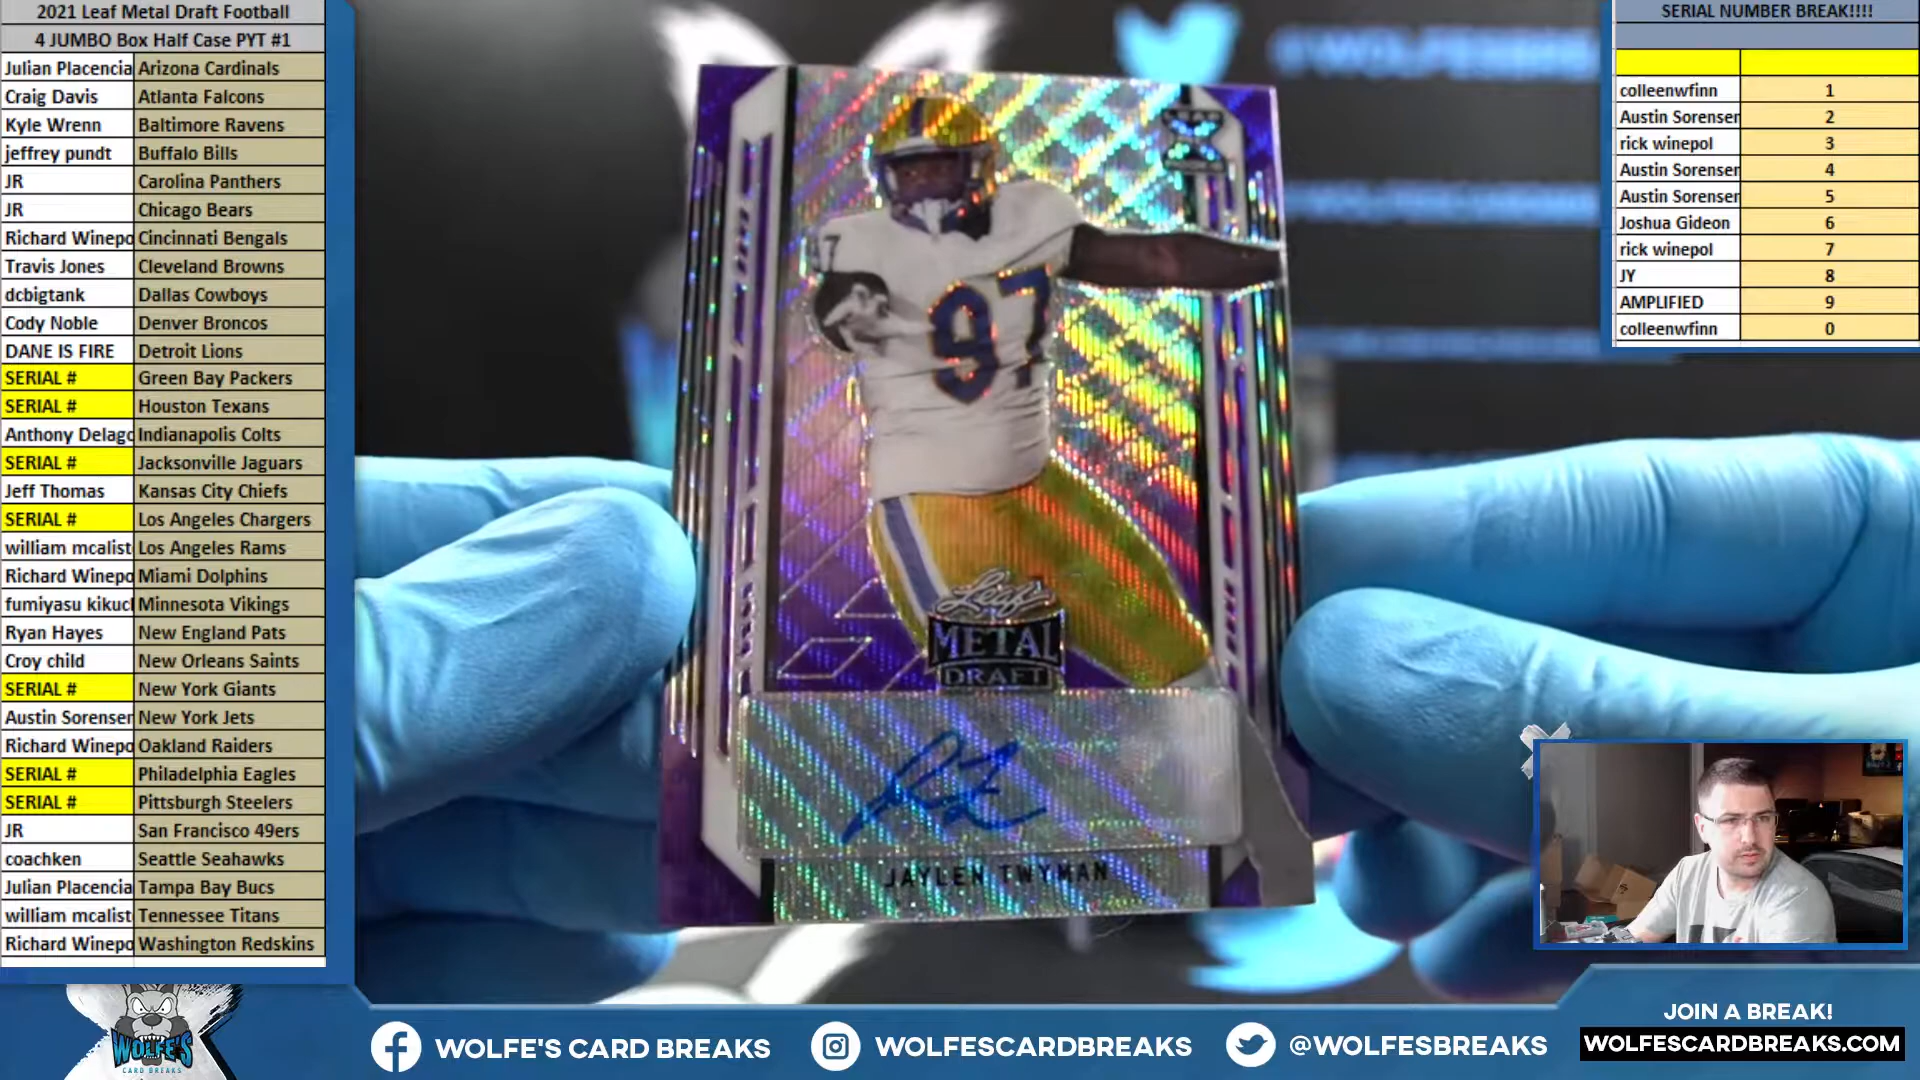 2021 Leaf Metal Draft Football
4 JUMBO Box Half Case PYT #1
Julian Placencia Arizona Cardinals
Craig Davis Atlanta Falcons
Kyle Wrenn Baltimore Ravens
jeffrey pundt Buffalo Bills
JR Carolina Panthers
JR Chicago Bears
Richard Winepo Cincinnati Bengals
Travis Jones Cleveland Browns
dcbigtank Dallas Cowboys
Cody Noble Denver Broncos
DANE IS FIRE Detroit Lions
SERIAL # Green Bay Packers
SERIAL # Houston Texans
Anthony Delago Indianapolis Colts
SERIAL # Jacksonville Jaguars
Jeff Thomas Kansas City Chiefs
SERIAL # Los Angeles Chargers
william mcalist Los Angeles Rams
Richard Winepo Miami Dolphins
fumiyasu kikuc Minnesota Vikings
Ryan Hayes New England Pats
Croy child New Orleans Saints
SERIAL # New York Giants
Austin Sorensen New York Jets
Richard Winepo Oakland Raiders
SERIAL # Philadelphia Eagles
SERIAL # Pittsburgh Steelers
JR San Francisco 49ers
coachken Seattle Seahawks
Julian Placencia Tampa Bay Bucs
william mcalist Tennessee Titans
Richard Winepo Washington Redskins
@WOLFESBREAKS
97
Leaf
METAL
DRAFT
JAYLEN TWYMAN
SERIAL NUMBER BREAK!!!!
colleenwfinn 1
Austin Sorensen 2
rick winepol 3
Austin Sorensen 4
Austin Sorensen 5
Joshua Gideon 6
rick winepol 7
JY 8
AMPLIFIED 9
colleenwfinn 0
WOLFE'S
CARD BREAKS
WOLFE'S CARD BREAKS
WOLFESCARDBREAKS
@WOLFESBREAKS
JOIN A BREAK!
WOLFESCARDBREAKS.COM